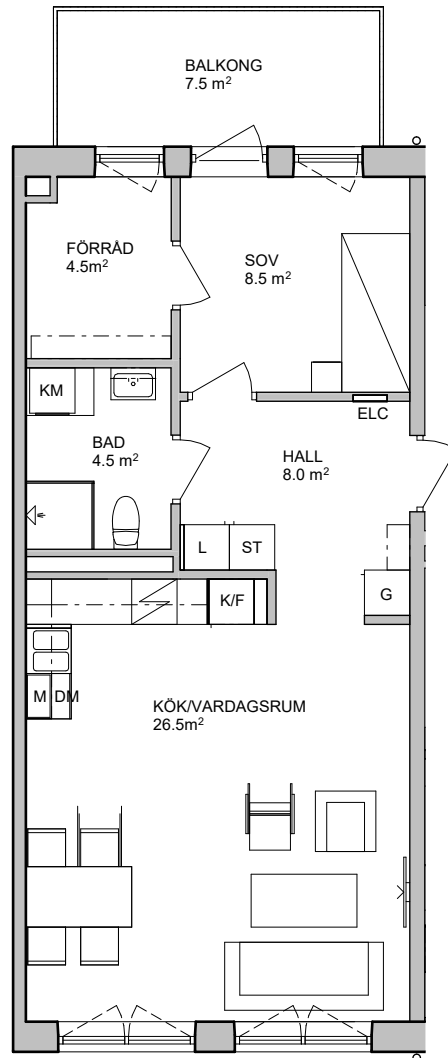 BALKONG
7.5 m²
FÖRRÅD
4.5m²
SOV
8.5 m²
KM
ELC
BAD
4.5 m²
HALL
8.0 m²
L
ST
K/F
G
M
DM
KÖK/VARDAGSRUM
26.5m²